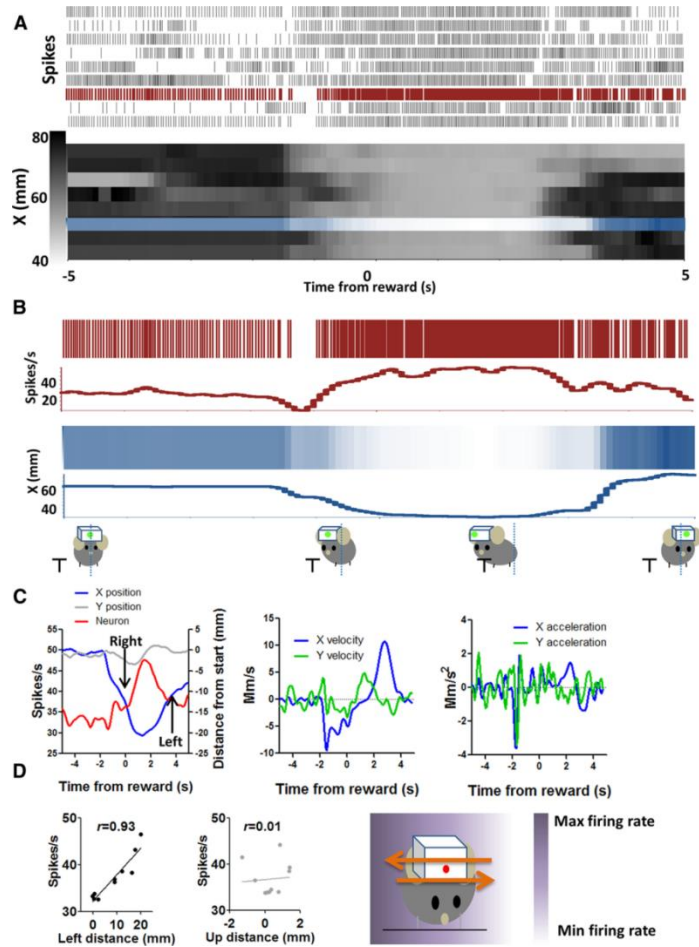 A
Spikes
X (mm)
80
60
40
-5
0
5
Time from reward (s)
B
Spikes/s
40
20
X (mm)
60
40
C
X position
Y position
Neuron
Right
Left
Spikes/s
55
50
45
40
35
30
-4 -2 0 2 4
5
0
-5
-10
-15
-20
-25
Distance from start (mm)
Time from reward (s)
X velocity
Y velocity
Mm/s
15
10
5
0
-5
-10
-4 -2 0 2 4
Time from reward (s)
X acceleration
Y acceleration
Mm/s²
4
2
0
-2
-4
-4 -2 0 2 4
Time from reward (s)
D
r=0.93
Spikes/s
50
40
30
0 10 20
Left distance (mm)
r=0.01
Spikes/s
50
40
30
-2 0 2
Up distance (mm)
Max firing rate
Min firing rate